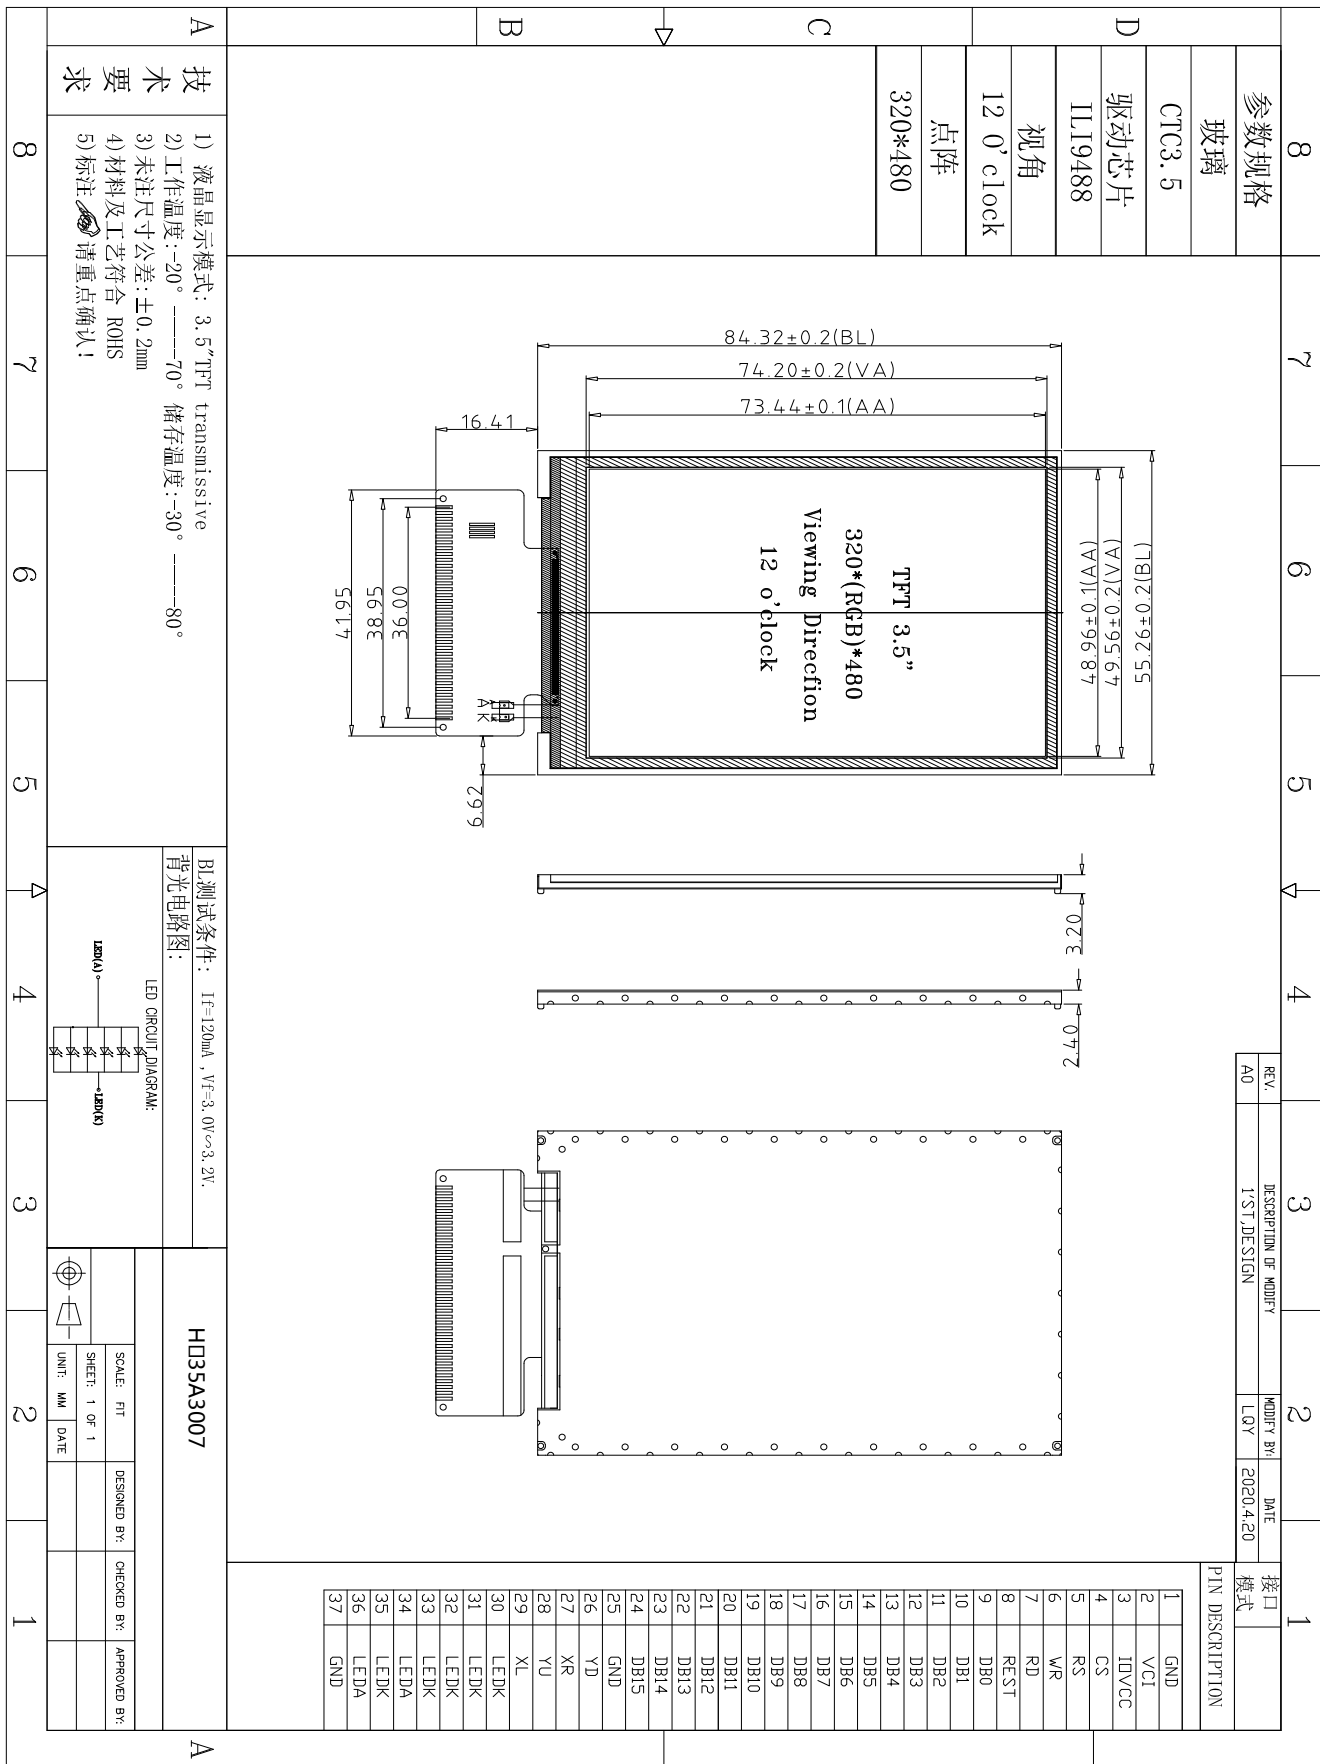 8
7
6
5
4
3
2
1
D
C
B
A
参数规格
玻璃
CTC3.5
驱动芯片
ILI9488
视角
12 O'clock
点阵
320*480
REV.
DESCRIPTION OF MODIFY
MODIFY BY:
DATE
A0
1'ST,DESIGN
LQY
2020.4.20
接口
模式
PIN DESCRIPTION
1 GND
2 VCI
3 IOVCC
4 CS
5 RS
6 WR
7 RD
8 REST
9 DB0
10 DB1
11 DB2
12 DB3
13 DB4
14 DB5
15 DB6
16 DB7
17 DB8
18 DB9
19 DB10
20 DB11
21 DB12
22 DB13
23 DB14
24 DB15
25 GND
26 YD
27 XR
28 YU
29 XL
30 LEDK
31 LEDK
32 LEDK
33 LEDK
34 LEDA
35 LEDK
36 LEDA
37 GND
55.26±0.2(BL)
49.56±0.2(VA)
48.96±0.1(AA)
84.32±0.2(BL)
74.20±0.2(VA)
73.44±0.1(AA)
16.41
TFT 3.5"
320*(RGB)*480
Viewing Direcfion
12 o'clock
A
K
36.00
38.95
41.95
6.62
3.20
2.40
技术要求
1) 液晶显示模式: 3.5"TFT transmissive
2)工作温度:-20° -----70° 储存温度:-30° -----80°
3)未注尺寸公差:±0.2mm
4)材料及工艺符合 ROHS
5)标注 请重点确认!
BL测试条件: If=120mA ,Vf=3.0V∽3.2V.
背光电路图:
LED CIRCUIT DIAGRAM:
LED(A)
LED(K)
H□35A3007
SCALE: FIT
DESIGNED BY:
CHECKED BY:
APPROVED BY:
SHEET: 1 OF 1
UNIT: MM
DATE
8
7
6
5
4
3
2
1
A